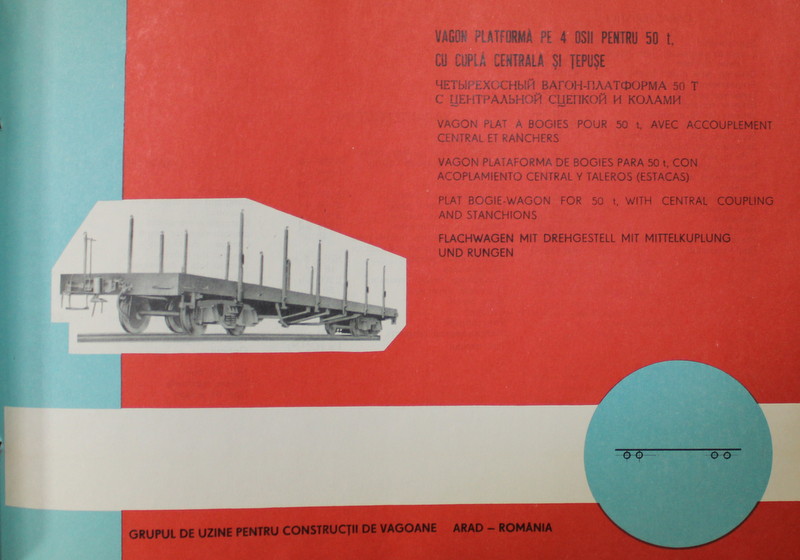 VAGON PLATFORMĂ PE 4 OSII PENTRU 50 t.
CU CUPLĂ CENTRALA ȘI ȚEPUȘE
ЧЕТЫРЕХОСНЫЙ ВАГОН-ПЛАТФОРМА 50 Т
С ЦЕНТРАЛЬНОЙ СЦЕПКОЙ И КОЛАМИ
VAGON PLAT A BOGIES POUR 50 t, AVEC ACCOUPLEMENT
CENTRAL ET RANCHERS
VAGON PLATAFORMA DE BOGIES PARA 50 t, CON
ACOPLAMIENTO CENTRAL Y TALEROS (ESTACAS)
PLAT BOGIE-WAGON FOR 50 t, WITH CENTRAL COUPLING
AND STANCHIONS
FLACHWAGEN MIT DREHGESTELL MIT MITTELKUPLUNG
UND RUNGEN
GRUPUL DE UZINE PENTRU CONSTRUCȚII DE VAGOANE ARAD – ROMÂNIA